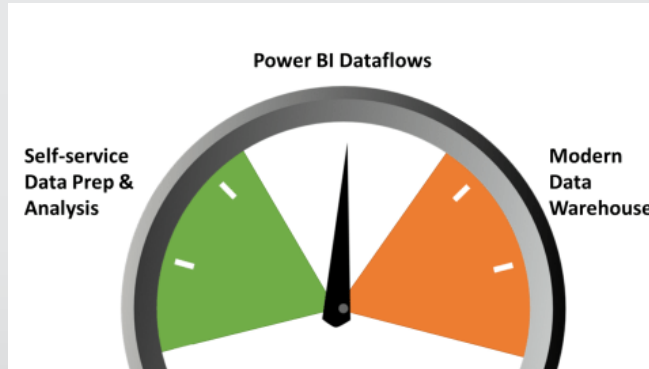 Power BI Dataflows
Self-service
Data Prep &
Analysis
Modern
Data
Warehouse